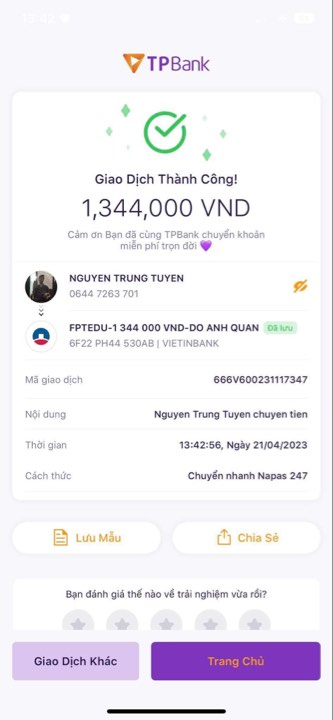 13:42
TPBank
Giao Dịch Thành Công!
1,344,000 VND
Cảm ơn Bạn đã cùng TPBank chuyển khoản
miễn phí trọn đời 💜
NGUYEN TRUNG TUYEN
0644 7263 701
FPTEDU-1 344 000 VND-DO ANH QUAN Đã lưu
6F22 PH44 530AB | VIETINBANK
Mã giao dịch 666V600231117347
Nội dung Nguyen Trung Tuyen chuyen tien
Thời gian 13:42:56, Ngày 21/04/2023
Cách thức Chuyển nhanh Napas 247
Lưu Mẫu Chia Sẻ
Bạn đánh giá thế nào về trải nghiệm vừa rồi?
Giao Dịch Khác Trang Chủ